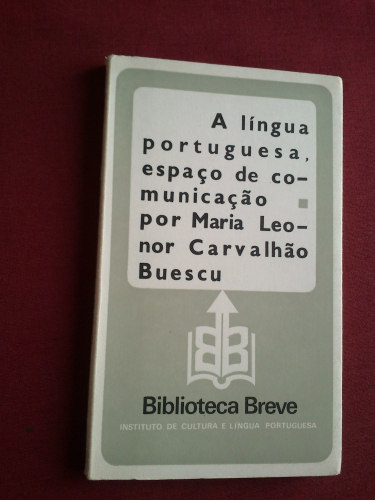 A língua
portuguesa,
espaço de co-
municação
por Maria Leo-
nor Carvalhão
Buescu
BB
Biblioteca Breve
INSTITUTO DE CULTURA E LÍNGUA PORTUGUESA